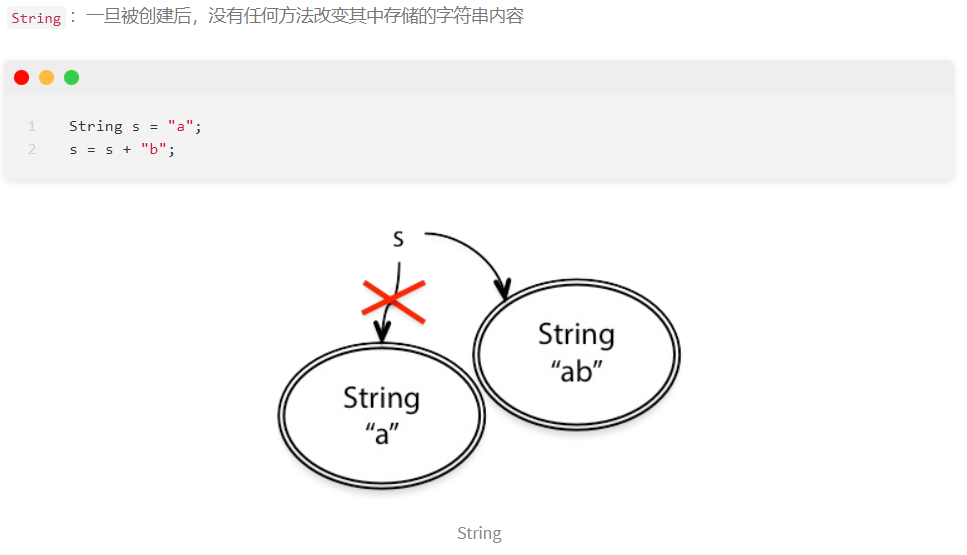 String： 一旦被创建后，没有任何方法改变其中存储的字符串内容
1 String s = "a";
2 s = s + "b";
s
String
“ab”
String
“a”
String